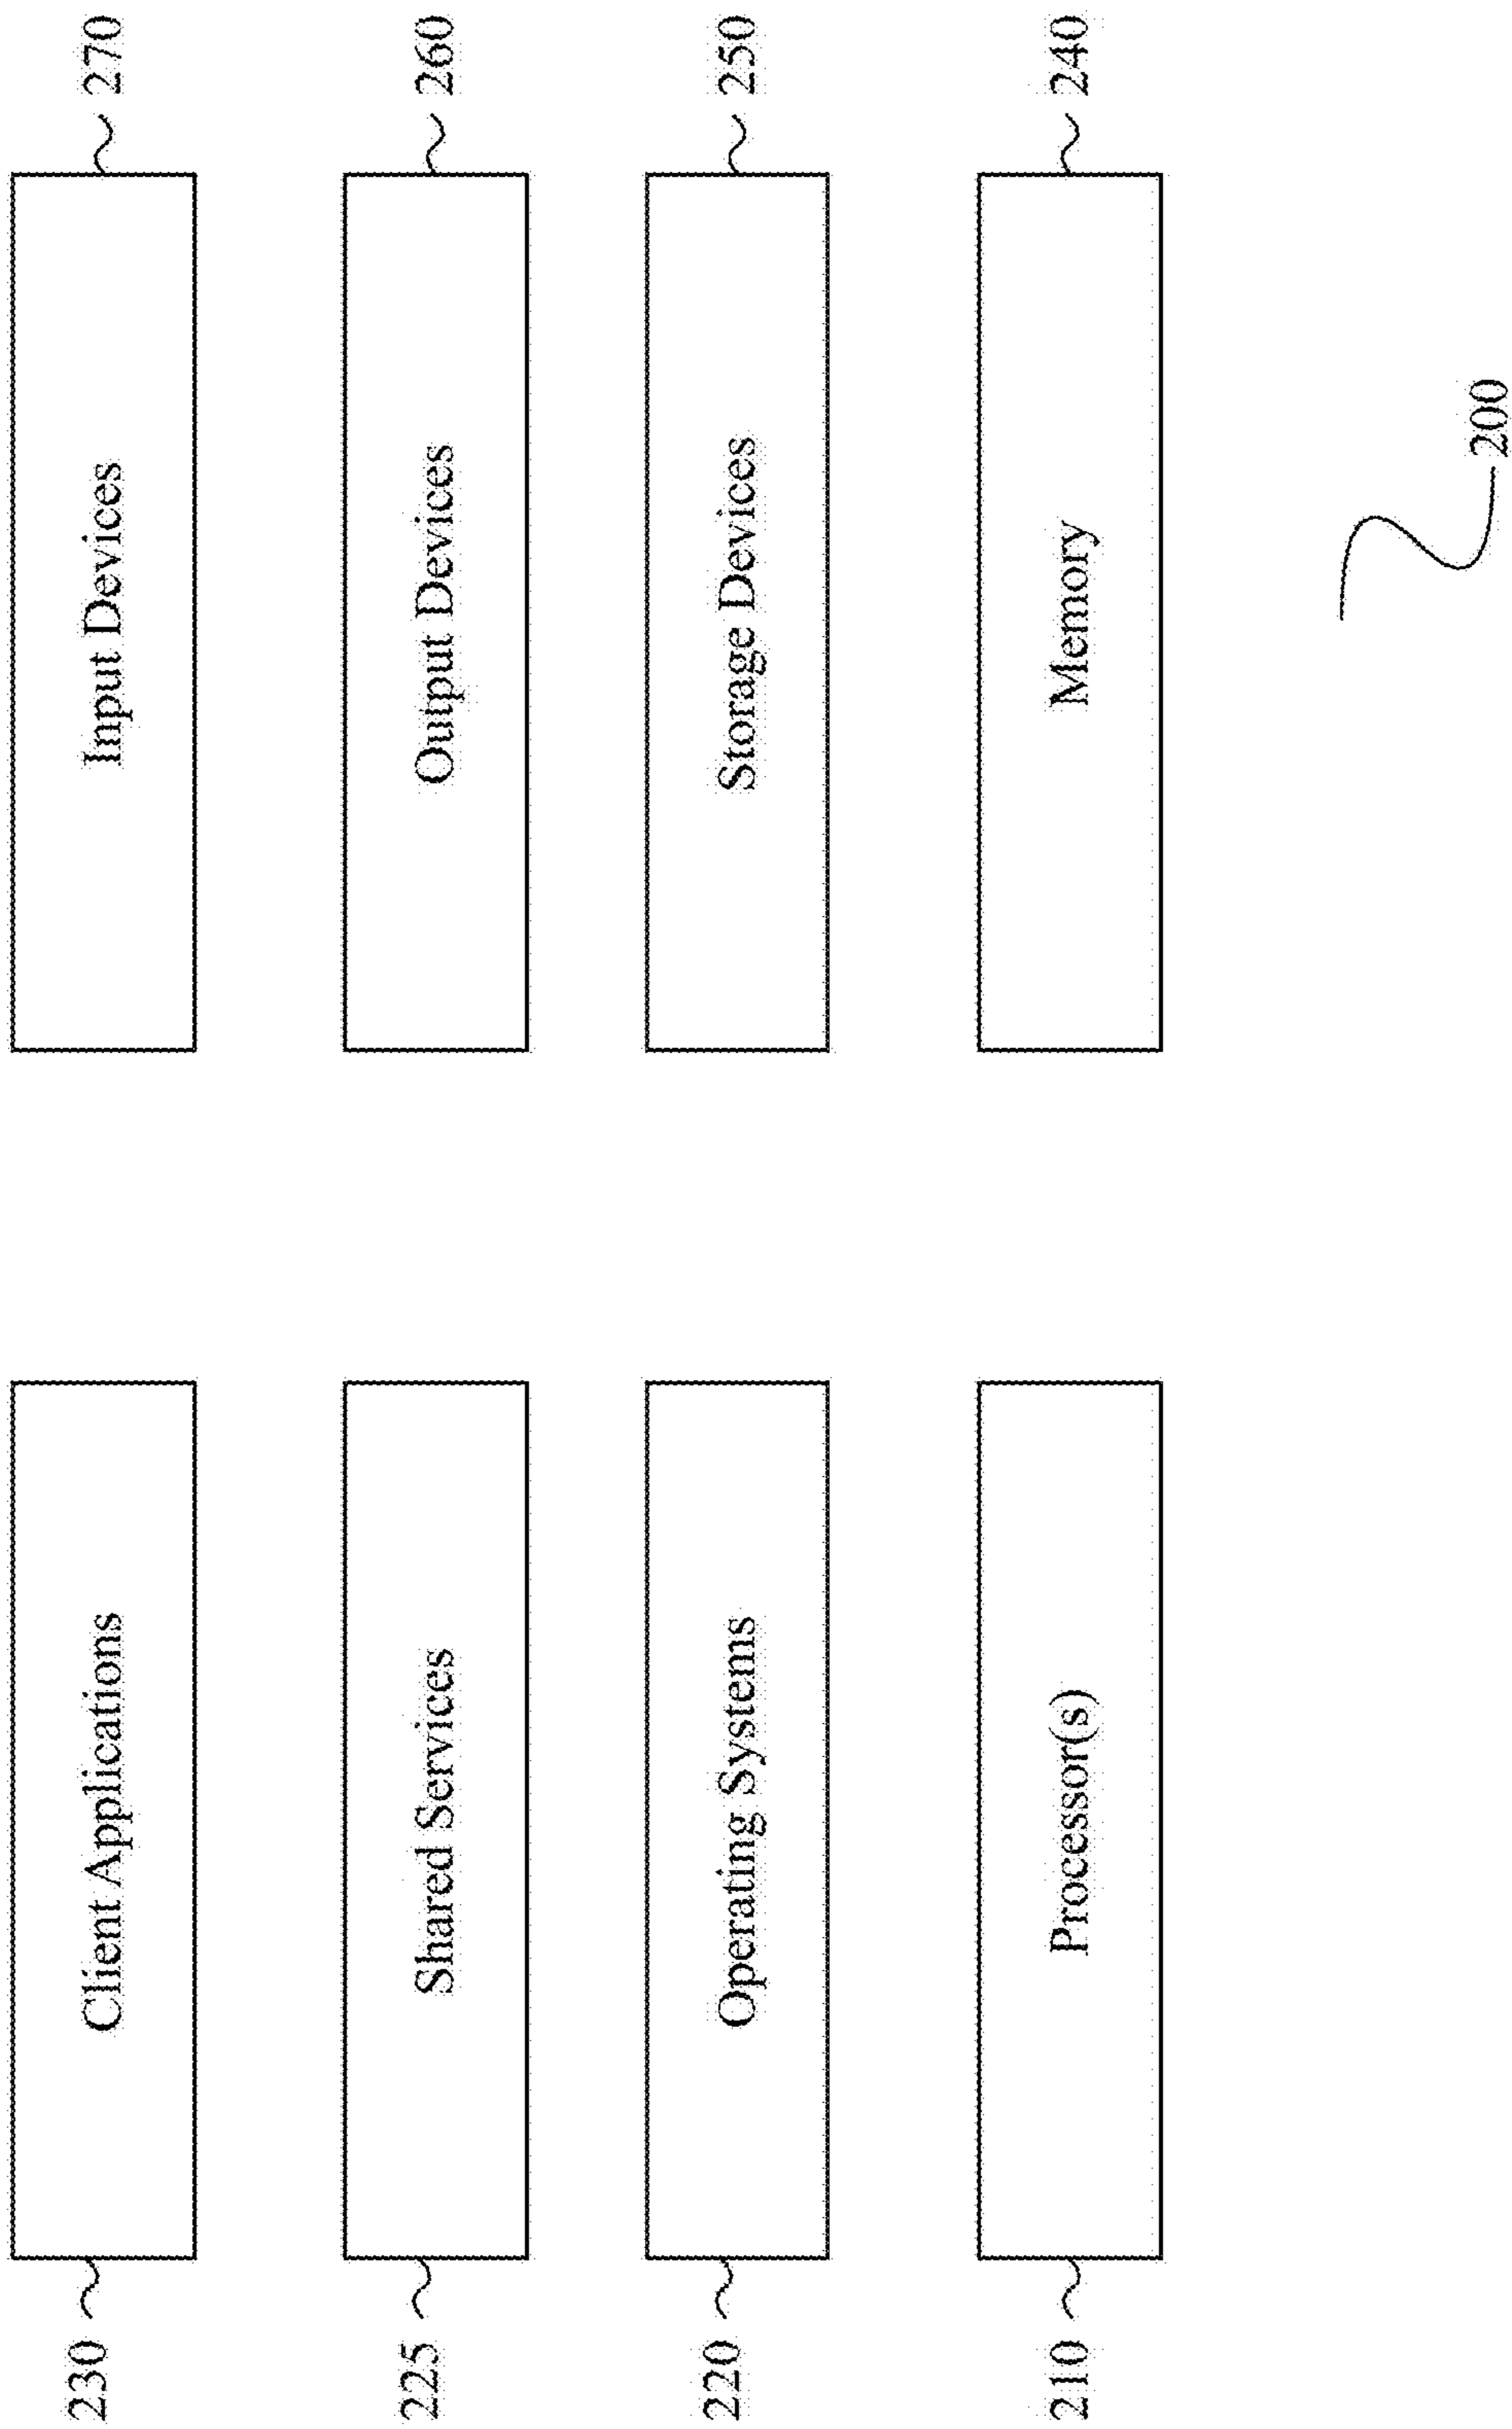 230
Client Applications
Input Devices
270
225
Shared Services
Output Devices
260
220
Operating Systems
Storage Devices
250
210
Processor(s)
Memory
240
200